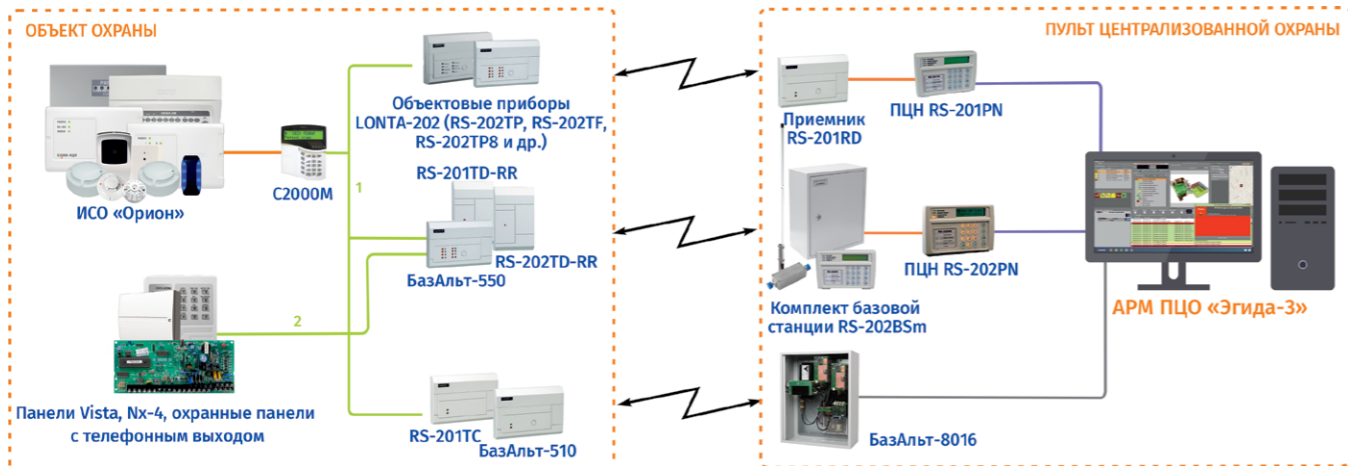 ОБЪЕКТ ОХРАНЫ
ИСО «Орион»
С2000М
1
Объектовые приборы
LONTA-202 (RS-202TP, RS-202TF,
RS-202TP8 и др.)
RS-201TD-RR
RS-202TD-RR
БазАльт-550
2
Панели Vista, Nx-4, охранные панели
с телефонным выходом
RS-201TC
БазАльт-510
ПУЛЬТ ЦЕНТРАЛИЗОВАННОЙ ОХРАНЫ
Приемник
RS-201RD
ПЦН RS-201PN
ПЦН RS-202PN
Комплект базовой
станции RS-202BSm
БазАльт-8016
АРМ ПЦО «Эгида-3»